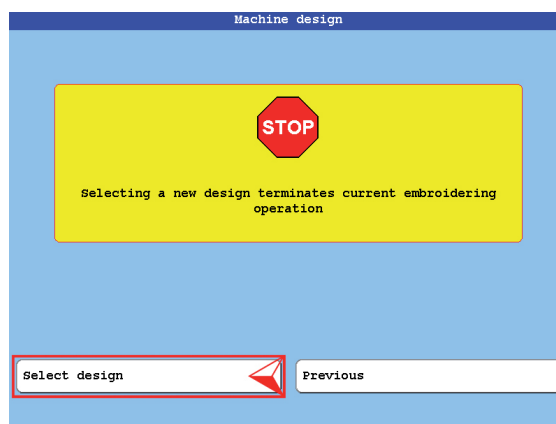 Machine design
STOP
Selecting a new design terminates current embroidering
operation
Select design
Previous